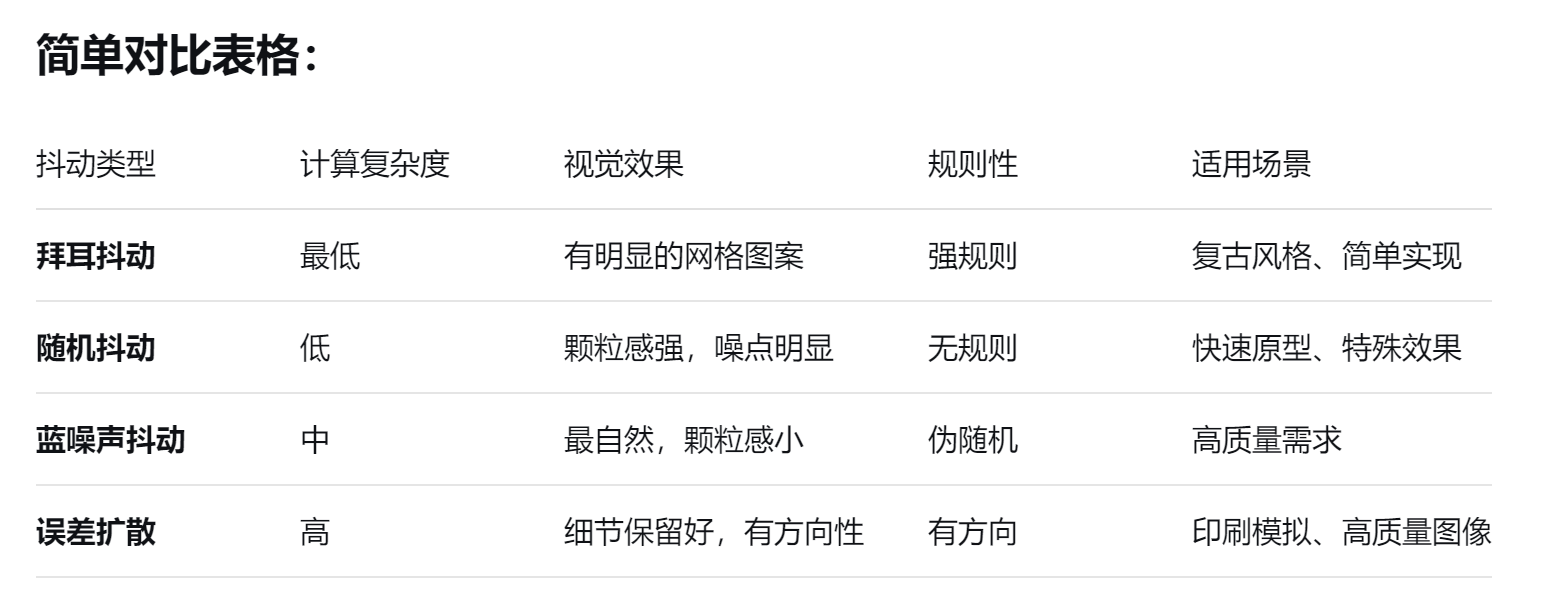 简单对比表格：
抖动类型 计算复杂度 视觉效果 规则性 适用场景
拜耳抖动 最低 有明显的网格图案 强规则 复古风格、简单实现
随机抖动 低 颗粒感强，噪点明显 无规则 快速原型、特殊效果
蓝噪声抖动 中 最自然，颗粒感小 伪随机 高质量需求
误差扩散 高 细节保留好，有方向性 有方向 印刷模拟、高质量图像